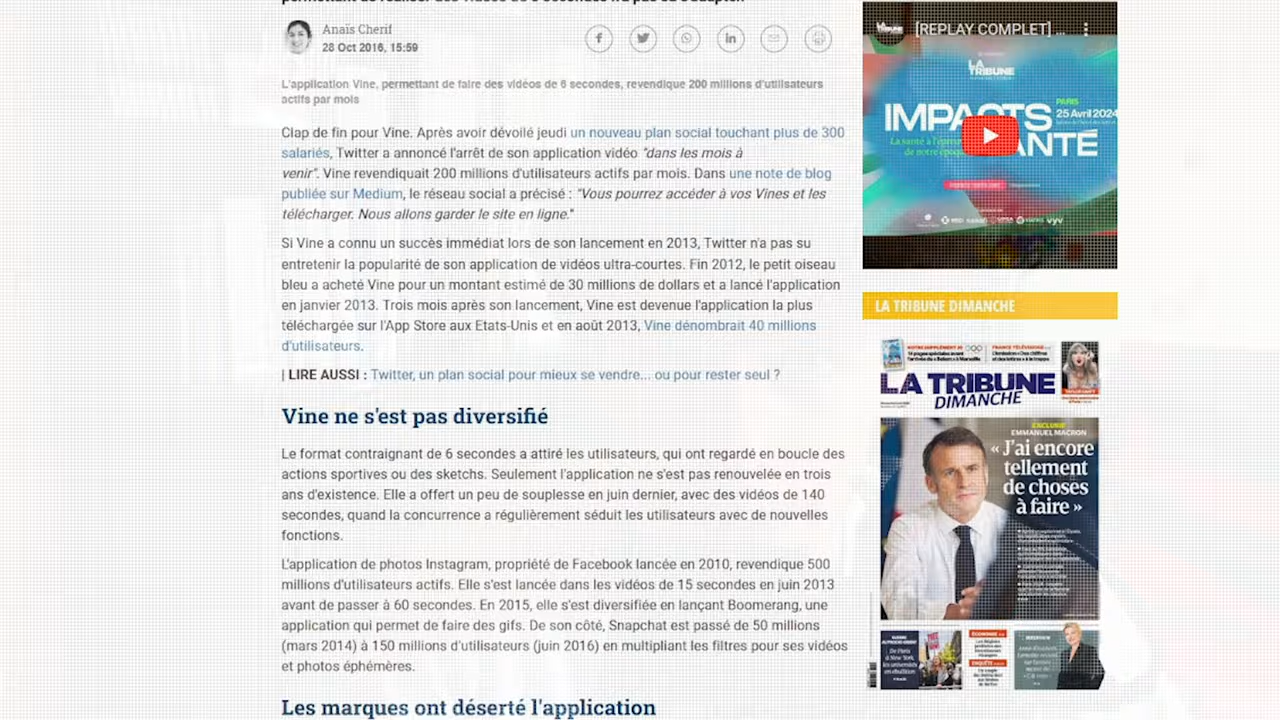 Anaïs Cherif
28 Oct 2016, 15:59
L'application Vine, permettant de faire des vidéos de 6 secondes, revendique 200 millions d'utilisateurs
actifs par mois
Clap de fin pour Vine. Après avoir dévoilé jeudi un nouveau plan social touchant plus de 300
salariés, Twitter a annoncé l'arrêt de son application vidéo "dans les mois à
venir". Vine revendiquait 200 millions d'utilisateurs actifs par mois. Dans une note de blog
publiée sur Medium, le réseau social a précisé : "Vous pourrez accéder à vos Vines et les
télécharger. Nous allons garder le site en ligne."
Si Vine a connu un succès immédiat lors de son lancement en 2013, Twitter n'a pas su
entretenir la popularité de son application de vidéos ultra-courtes. Fin 2012, le petit oiseau
bleu a acheté Vine pour un montant estimé de 30 millions de dollars et a lancé l'application
en janvier 2013. Trois mois après son lancement, Vine est devenue l'application la plus
téléchargée sur l'App Store aux Etats-Unis et en août 2013, Vine dénombrait 40 millions
d'utilisateurs.
| LIRE AUSSI : Twitter, un plan social pour mieux se vendre... ou pour rester seul ?
Vine ne s'est pas diversifié
Le format contraignant de 6 secondes a attiré les utilisateurs, qui ont regardé en boucle des
actions sportives ou des sketchs. Seulement l'application ne s'est pas renouvelée en trois
ans d'existence. Elle a offert un peu de souplesse en juin dernier, avec des vidéos de 140
secondes, quand la concurrence a régulièrement séduit les utilisateurs avec de nouvelles
fonctions.
L'application de photos Instagram, propriété de Facebook lancée en 2010, revendique 500
millions d'utilisateurs actifs. Elle s'est lancée dans les vidéos de 15 secondes en juin 2013
avant de passer à 60 secondes. En 2015, elle s'est diversifiée en lançant Boomerang, une
application qui permet de faire des gifs. De son côté, Snapchat est passé de 50 millions
(mars 2014) à 150 millions d'utilisateurs (juin 2016) en multipliant les filtres pour ses vidéos
et photos éphémères.
Les marques ont déserté l'application
[REPLAY COMPLET] ...
LA TRIBUNE
IMPACTS
SANTÉ
PARIS
25 Avril 2024
LA TRIBUNE DIMANCHE
LA TRIBUNE
DIMANCHE
EXCLUSIF
EMMANUEL MACRON
« J'ai encore
tellement
de choses
à faire »